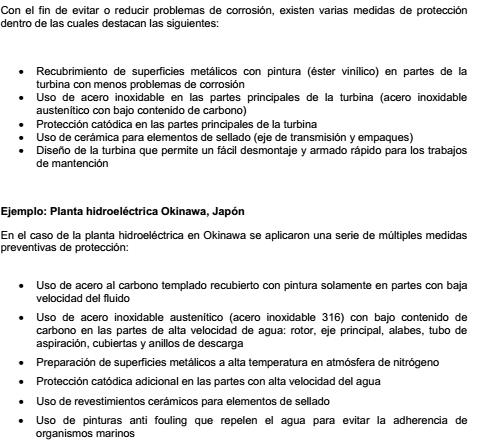 Con el fin de evitar o reducir problemas de corrosión, existen varias medidas de protección
dentro de las cuales destacan las siguientes:
• Recubrimiento de superficies metálicos con pintura (éster vinílico) en partes de la
turbina con menos problemas de corrosión
• Uso de acero inoxidable en las partes principales de la turbina (acero inoxidable
austenítico con bajo contenido de carbono)
• Protección catódica en las partes principales de la turbina
• Uso de cerámica para elementos de sellado (eje de transmisión y empaques)
• Diseño de la turbina que permite un fácil desmontaje y armado rápido para los trabajos
de mantención
Ejemplo: Planta hidroeléctrica Okinawa, Japón
En el caso de la planta hidroeléctrica en Okinawa se aplicaron una serie de múltiples medidas
preventivas de protección:
• Uso de acero al carbono templado recubierto con pintura solamente en partes con baja
velocidad del fluido
• Uso de acero inoxidable austenítico (acero inoxidable 316) con bajo contenido de
carbono en las partes de alta velocidad de agua: rotor, eje principal, alabes, tubo de
aspiración, cubiertas y anillos de descarga
• Preparación de superficies metálicos a alta temperatura en atmósfera de nitrógeno
• Protección catódica adicional en las partes con alta velocidad del agua
• Uso de revestimientos cerámicos para elementos de sellado
• Uso de pinturas anti fouling que repelen el agua para evitar la adherencia de
organismos marinos